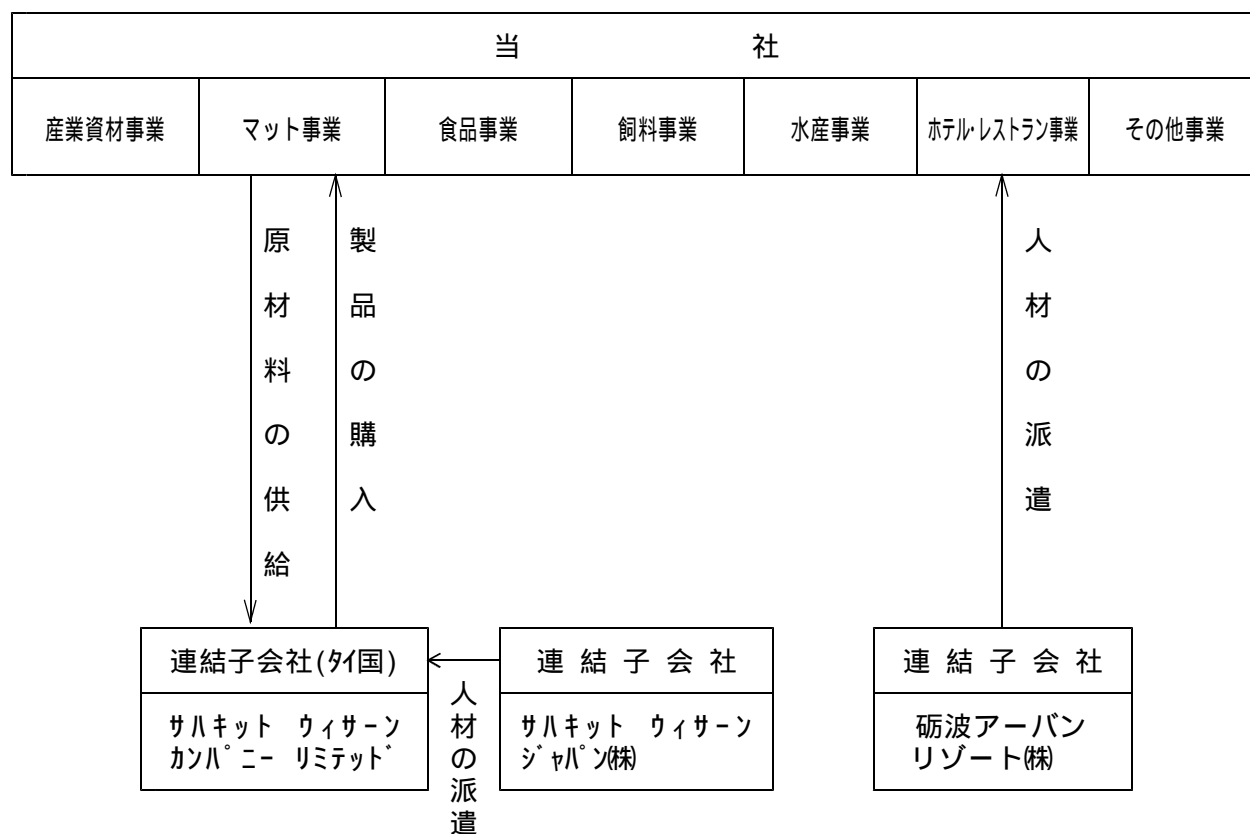 当社
産業資材事業
マット事業
食品事業
飼料事業
水産事業
ホテル・レストラン事業
その他事業
原材料の供給
製品の購入
人材の派遣
連結子会社(ﾀｲ国)
サハキット ウィサーン
カンパニー リミテッド
人材の派遣
連結子会社
サハキット ウィサーン
ジャパン㈱
連結子会社
砺波アーバン
リゾート㈱